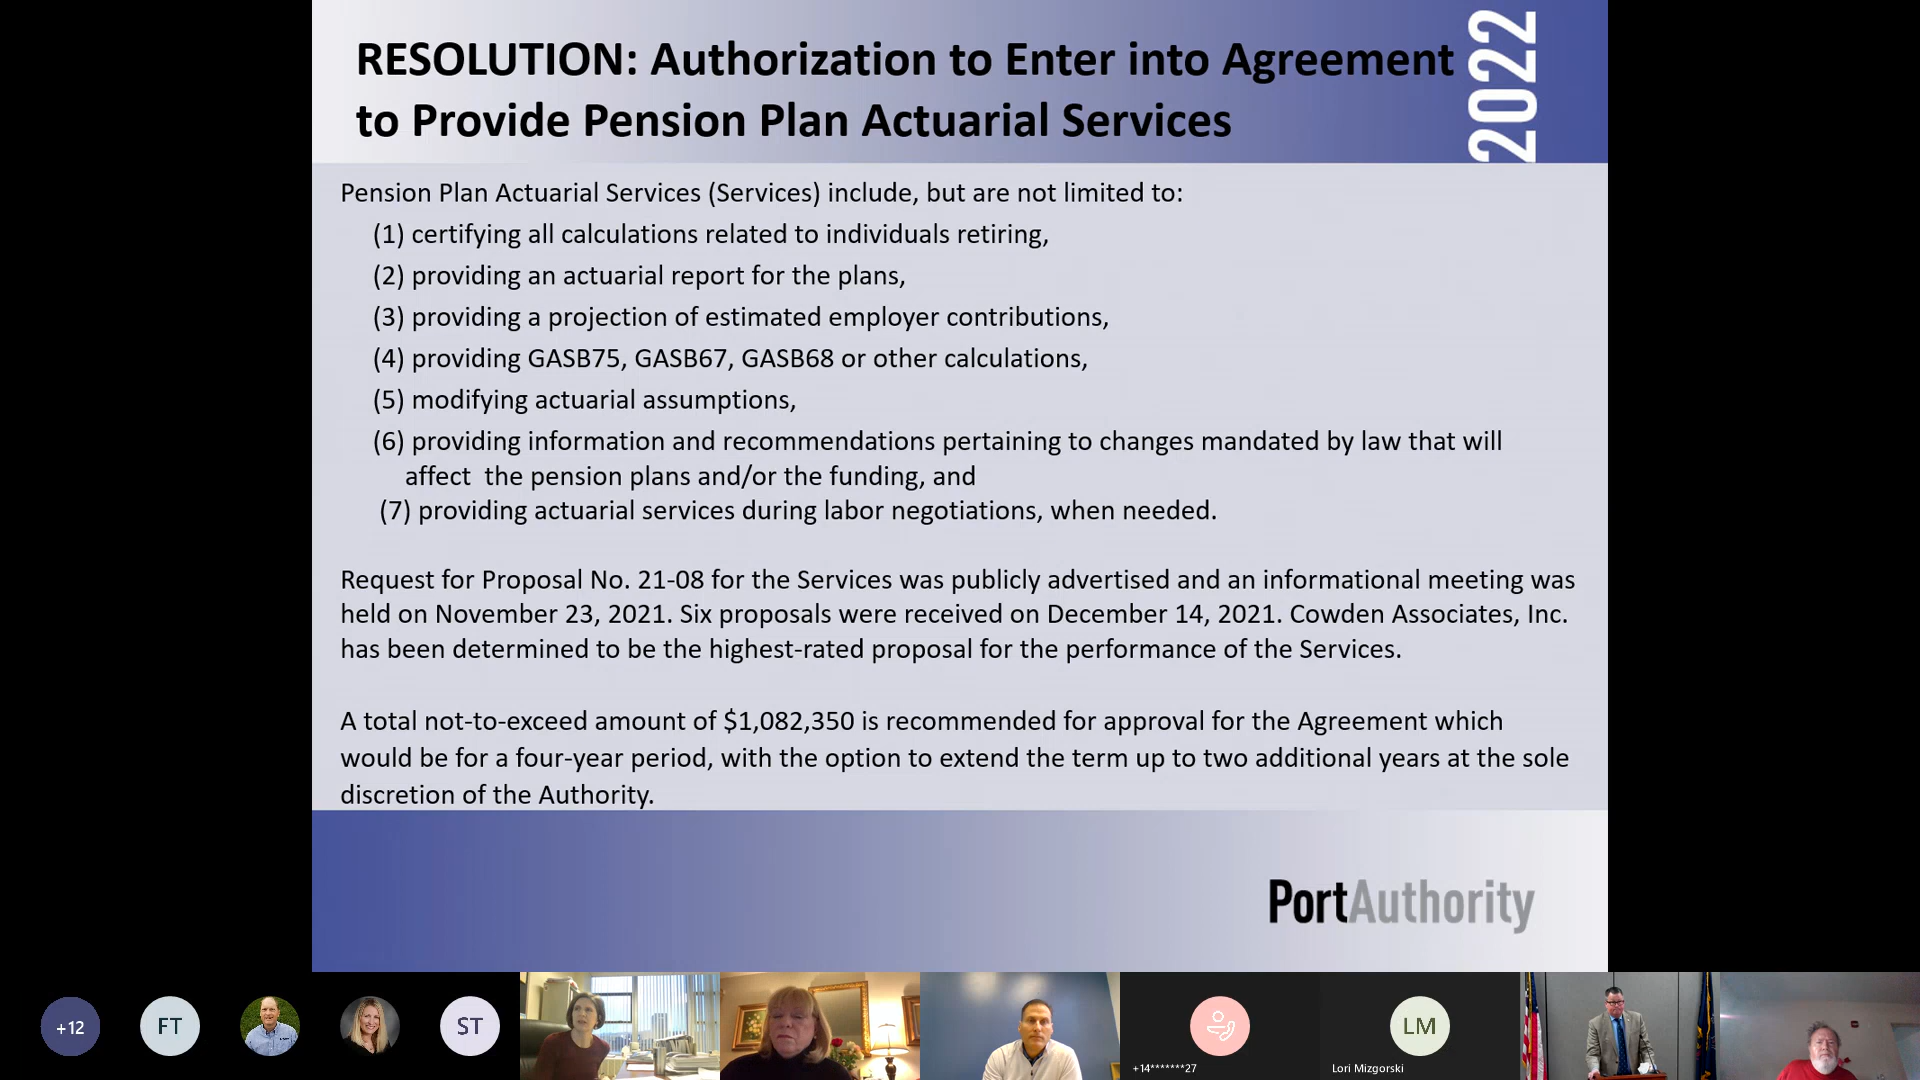 RESOLUTION: Authorization to Enter into Agreement
to Provide Pension Plan Actuarial Services
2022
Pension Plan Actuarial Services (Services) include, but are not limited to:
(1) certifying all calculations related to individuals retiring,
(2) providing an actuarial report for the plans,
(3) providing a projection of estimated employer contributions,
(4) providing GASB75, GASB67, GASB68 or other calculations,
(5) modifying actuarial assumptions,
(6) providing information and recommendations pertaining to changes mandated by law that will
affect  the pension plans and/or the funding, and
(7) providing actuarial services during labor negotiations, when needed.
Request for Proposal No. 21-08 for the Services was publicly advertised and an informational meeting was
held on November 23, 2021. Six proposals were received on December 14, 2021. Cowden Associates, Inc.
has been determined to be the highest-rated proposal for the performance of the Services.
A total not-to-exceed amount of $1,082,350 is recommended for approval for the Agreement which
would be for a four-year period, with the option to extend the term up to two additional years at the sole
discretion of the Authority.
PortAuthority
+12
FT
ST
+14*******27
LM
Lori Mizgorski